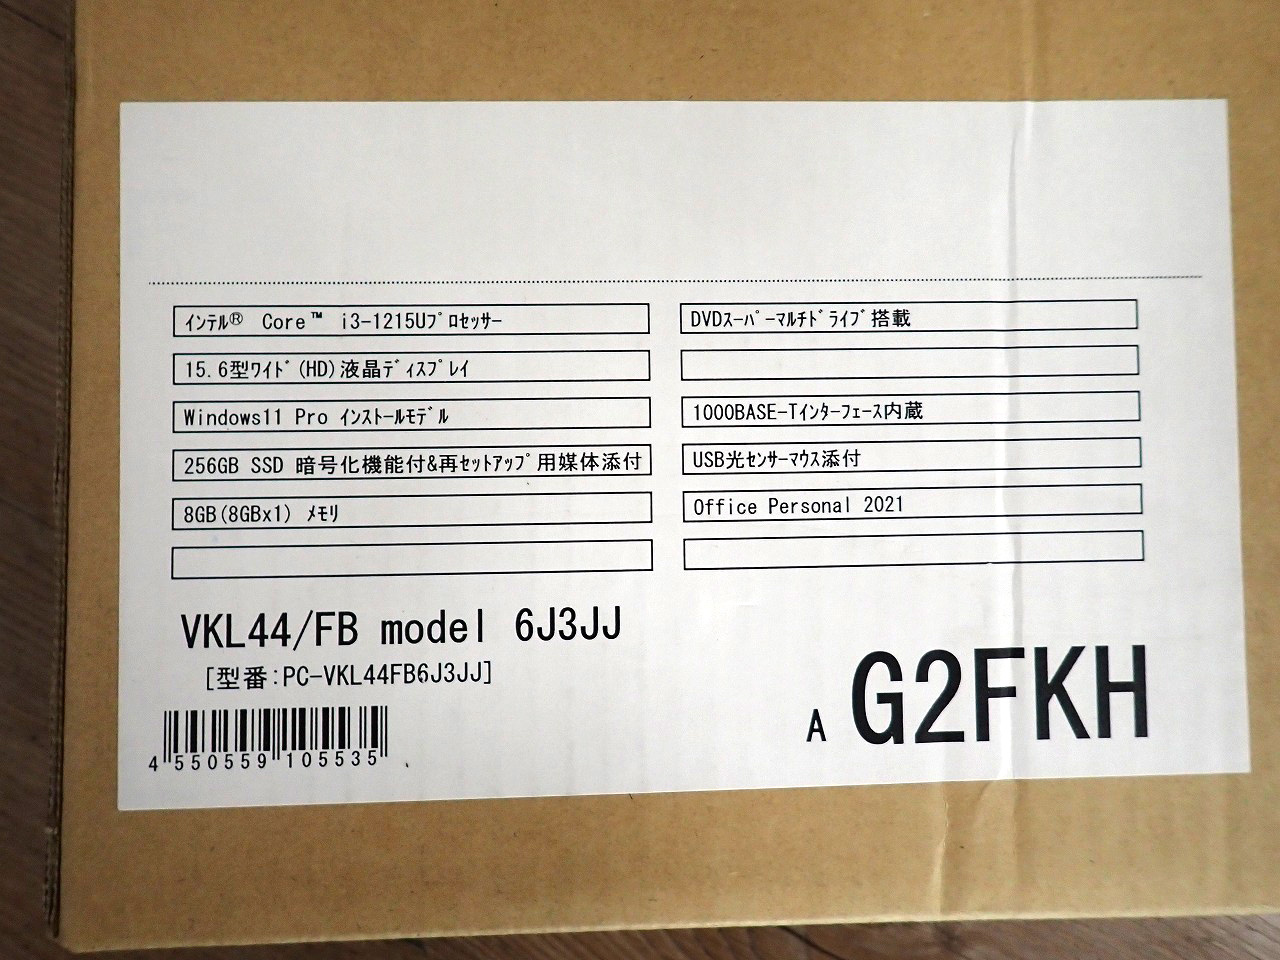 ｲﾝﾃﾙ® Core™ i3-1215Uﾌﾟﾛｾｯｻｰ
15.6型ﾜｲﾄﾞ(HD)液晶ﾃﾞｨｽﾌﾟﾚｲ
Windows11 Pro ｲﾝｽﾄｰﾙﾓﾃﾞﾙ
256GB SSD 暗号化機能付&再ｾｯﾄｱｯﾌﾟ用媒体添付
8GB(8GBx1) ﾒﾓﾘ
DVDｽｰﾊﾟｰﾏﾙﾁﾄﾞﾗｲﾌﾞ搭載
1000BASE-Tｲﾝﾀｰﾌｪｰｽ内蔵
USB光ｾﾝｻｰﾏｳｽ添付
Office Personal 2021
VKL44/FB model 6J3JJ
[型番:PC-VKL44FB6J3JJ]
4 550559 105535
A G2FKH